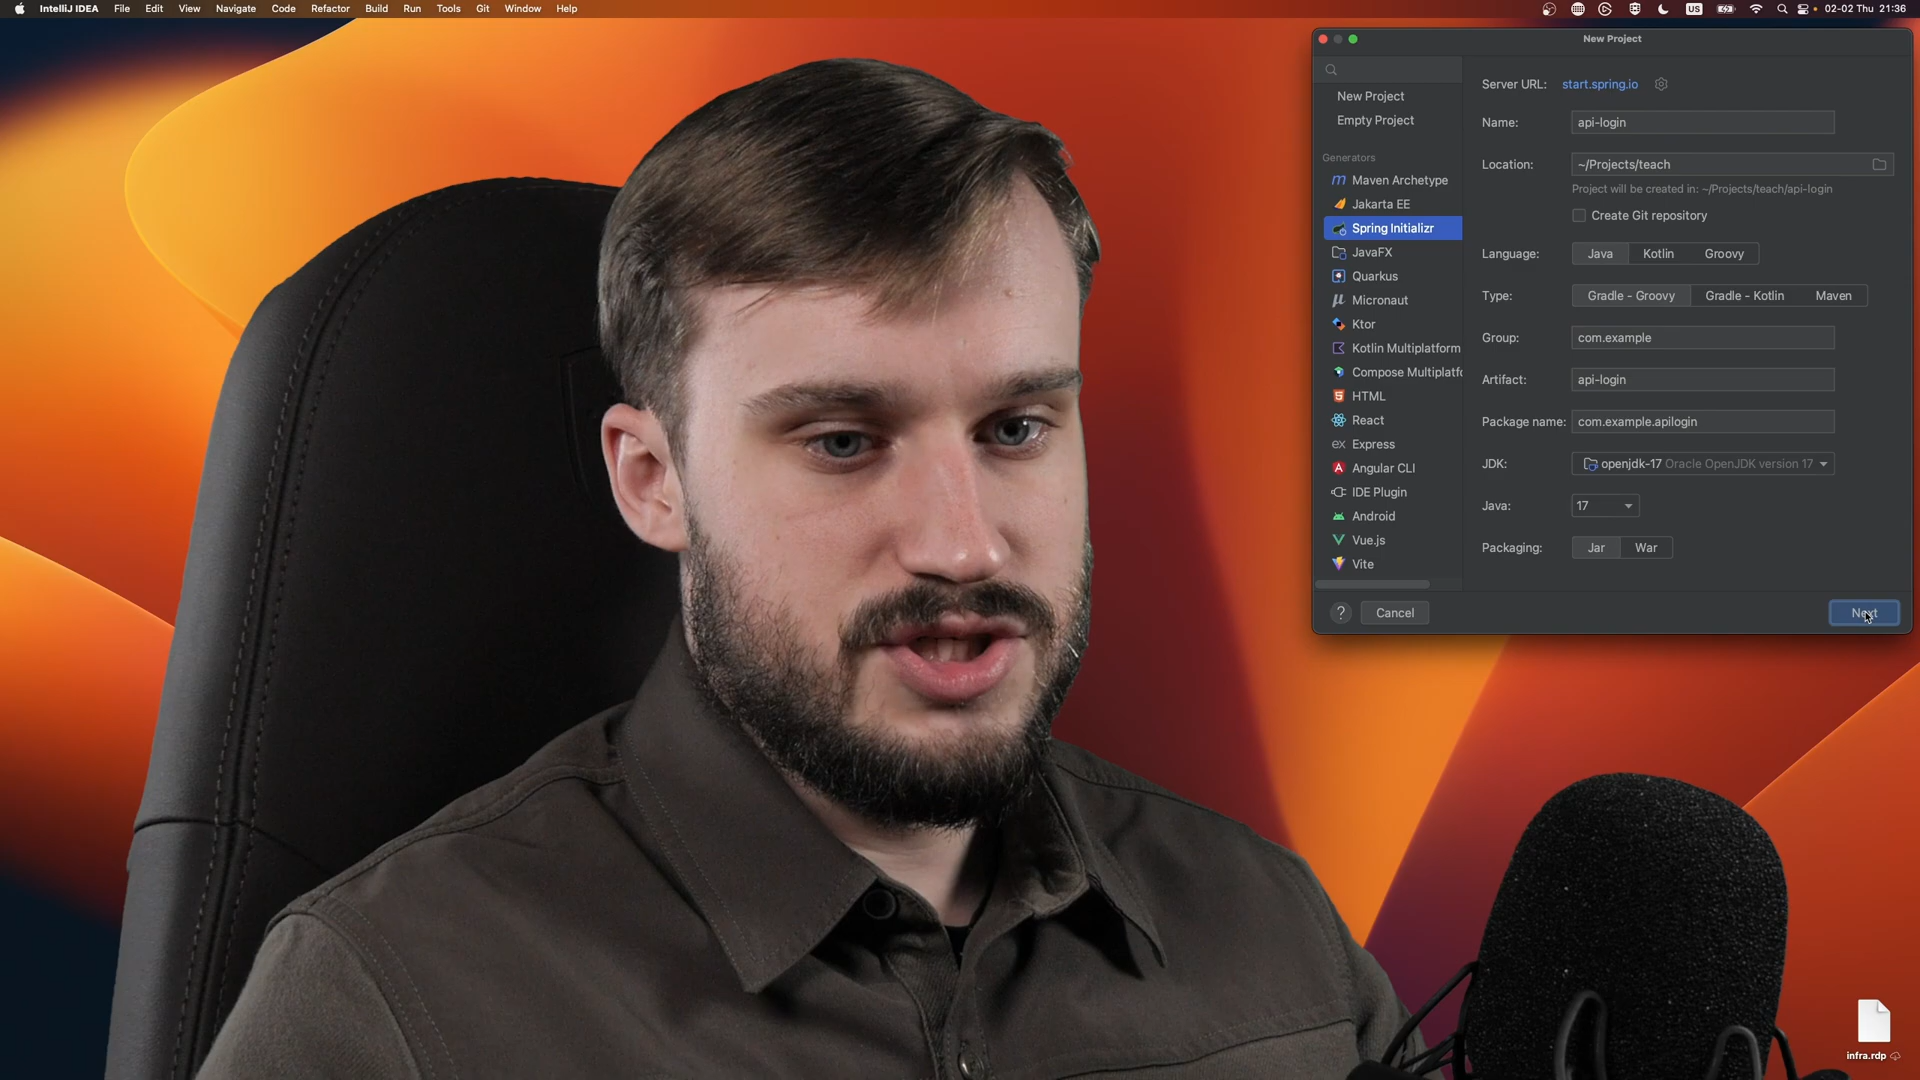 IntelliJ IDEA File Edit View Navigate Code Refactor Build Run Tools Git Window Help US 02-02 Thu 21:36
New Project
New Project
Empty Project
Generators
Maven Archetype
Jakarta EE
Spring Initializr
JavaFX
Quarkus
Micronaut
Ktor
Kotlin Multiplatform
Compose Multiplatfo
HTML
React
ex Express
Angular CLI
IDE Plugin
Android
Vue.js
Vite
Server URL: start.spring.io
Name: api-login
Location: ~/Projects/teach
Project will be created in: ~/Projects/teach/api-login
Create Git repository
Language: Java Kotlin Groovy
Type: Gradle - Groovy Gradle - Kotlin Maven
Group: com.example
Artifact: api-login
Package name: com.example.apilogin
JDK: openjdk-17 Oracle OpenJDK version 17
Java: 17
Packaging: Jar War
? Cancel Next
infra.rdp